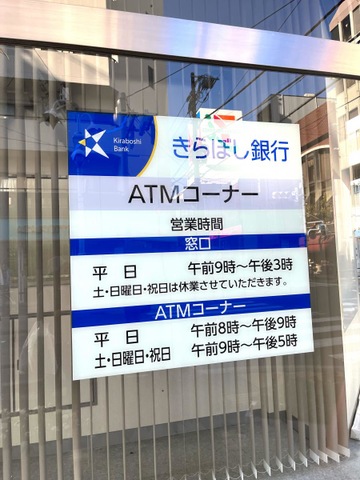 Kiraboshi
Bank
きらぼし銀行
ATMコーナー
営業時間
窓口
平日 午前9時〜午後3時
土・日曜日・祝日は休業させていただきます。
ATMコーナー
平日 午前8時〜午後9時
土・日曜日・祝日 午前9時〜午後5時